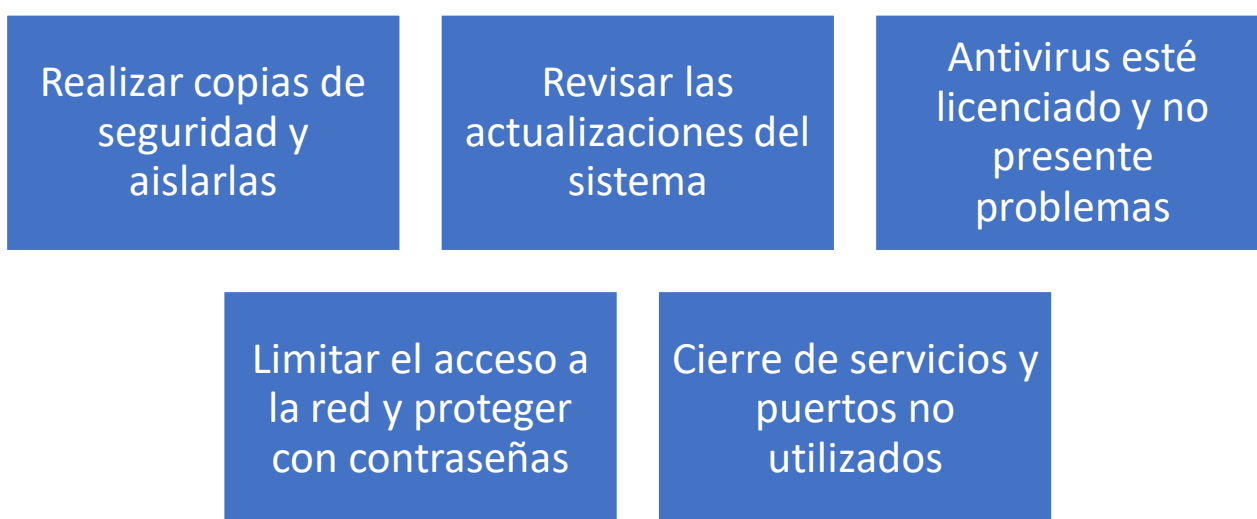 Realizar copias de
seguridad y
aislarlas
Revisar las
actualizaciones del
sistema
Antivirus esté
licenciado y no
presente
problemas
Limitar el acceso a
la red y proteger
con contraseñas
Cierre de servicios y
puertos no
utilizados